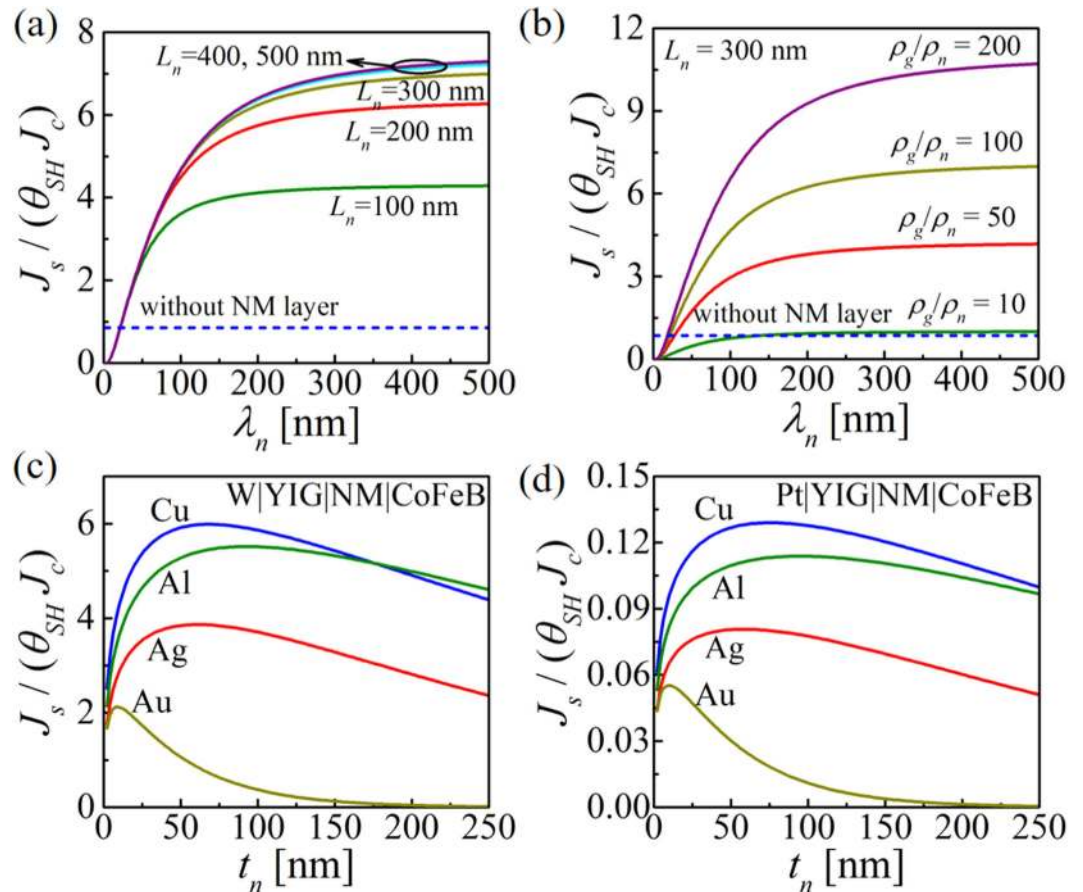 (a)
8
6
4
2
0
J_s / (θ_SH J_c)
L_n=400, 500 nm
L_n=300 nm
L_n=200 nm
L_n=100 nm
without NM layer
0 100 200 300 400 500
λ_n [nm]
(b)
12
9
6
3
0
J_s / (θ_SH J_c)
L_n = 300 nm
ρ_g/ρ_n = 200
ρ_g/ρ_n = 100
ρ_g/ρ_n = 50
without NM layer
ρ_g/ρ_n = 10
0 100 200 300 400 500
λ_n [nm]
(c)
8
6
4
2
0
J_s / (θ_SH J_c)
W|YIG|NM|CoFeB
Cu
Al
Ag
Au
0 50 100 150 200 250
t_n [nm]
(d)
0.15
0.12
0.09
0.06
0.03
0.00
J_s / (θ_SH J_c)
Pt|YIG|NM|CoFeB
Cu
Al
Ag
Au
0 50 100 150 200 250
t_n [nm]